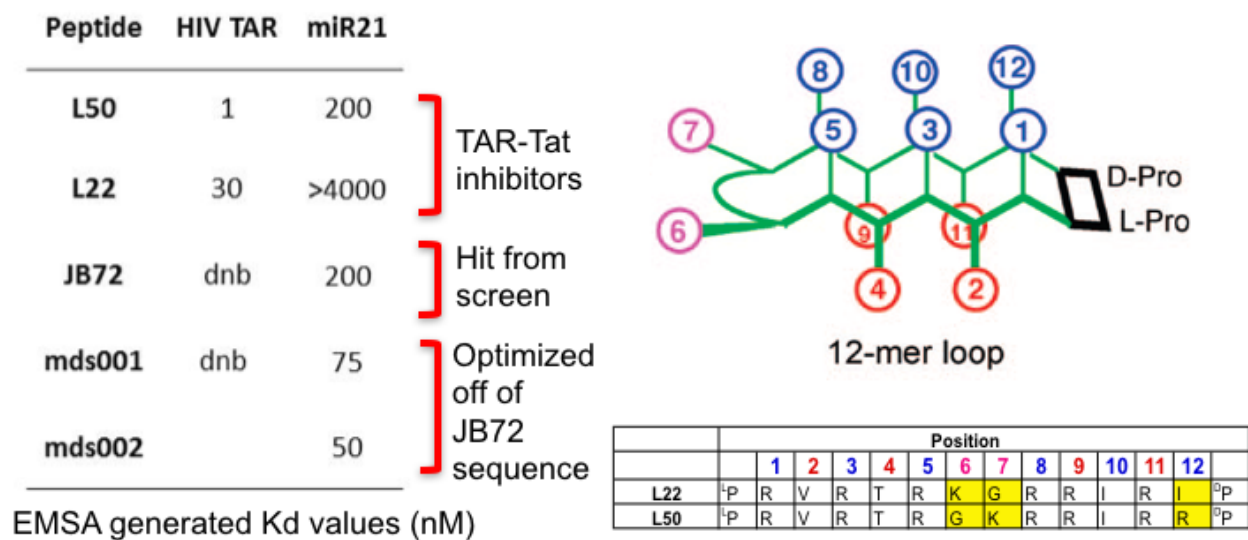 Peptide HIV TAR miR21
L50 1 200
L22 30 >4000
JB72 dnb 200
mds001 dnb 75
mds002 50
EMSA generated Kd values (nM)
TAR-Tat
inhibitors
Hit from
screen
Optimized
off of
JB72
sequence
8 10 12
7 5 3 1
D-Pro
L-Pro
6 9 11
4 2
12-mer loop
Position
1 2 3 4 5 6 7 8 9 10 11 12
L22 ᴸP R V R T R K G R R I R I ᴰP
L50 ᴸP R V R T R G K R R I R R ᴰP